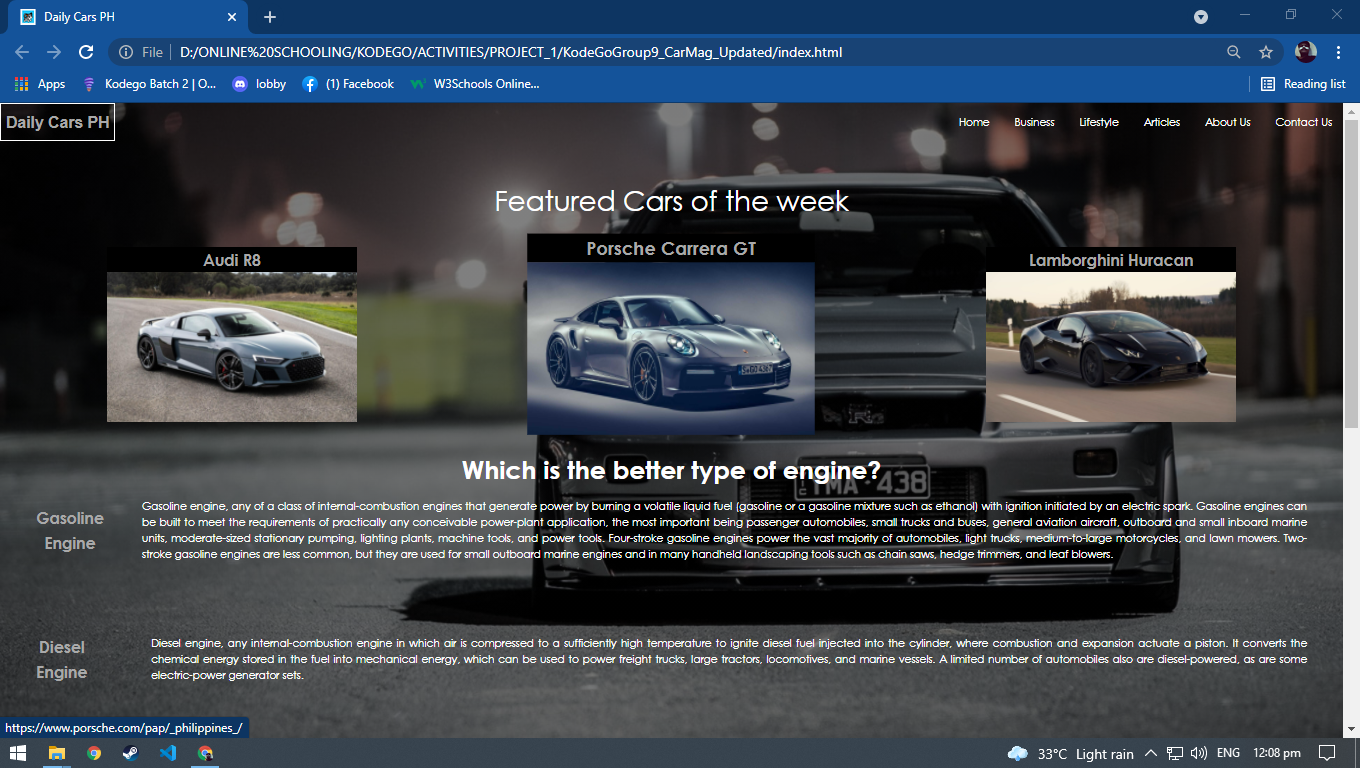 Daily Cars PH
File
D:/ONLINE%20SCHOOLING/KODEGO/ACTIVITIES/PROJECT_1/KodeGoGroup9_CarMag_Updated/index.html
Apps
Kodego Batch 2 | O...
lobby
(1) Facebook
W3Schools Online...
Reading list
Daily Cars PH
Home
Business
Lifestyle
Articles
About Us
Contact Us
Featured Cars of the week
Audi R8
Porsche Carrera GT
Lamborghini Huracan
S·GO 4367
TMA·438
Which is the better type of engine?
Gasoline
Engine
Gasoline engine, any of a class of internal-combustion engines that generate power by burning a volatile liquid fuel (gasoline or a gasoline mixture such as ethanol) with ignition initiated by an electric spark. Gasoline engines can
be built to meet the requirements of practically any conceivable power-plant application, the most important being passenger automobiles, small trucks and buses, general aviation aircraft, outboard and small inboard marine
units, moderate-sized stationary pumping, lighting plants, machine tools, and power tools. Four-stroke gasoline engines power the vast majority of automobiles, light trucks, medium-to-large motorcycles, and lawn mowers. Two-
stroke gasoline engines are less common, but they are used for small outboard marine engines and in many handheld landscaping tools such as chain saws, hedge trimmers, and leaf blowers.
Diesel
Engine
Diesel engine, any internal-combustion engine in which air is compressed to a sufficiently high temperature to ignite diesel fuel injected into the cylinder, where combustion and expansion actuate a piston. It converts the
chemical energy stored in the fuel into mechanical energy, which can be used to power freight trucks, large tractors, locomotives, and marine vessels. A limited number of automobiles also are diesel-powered, as are some
electric-power generator sets.
https://www.porsche.com/pap/_philippines_/
33°C Light rain
ENG
12:08 pm